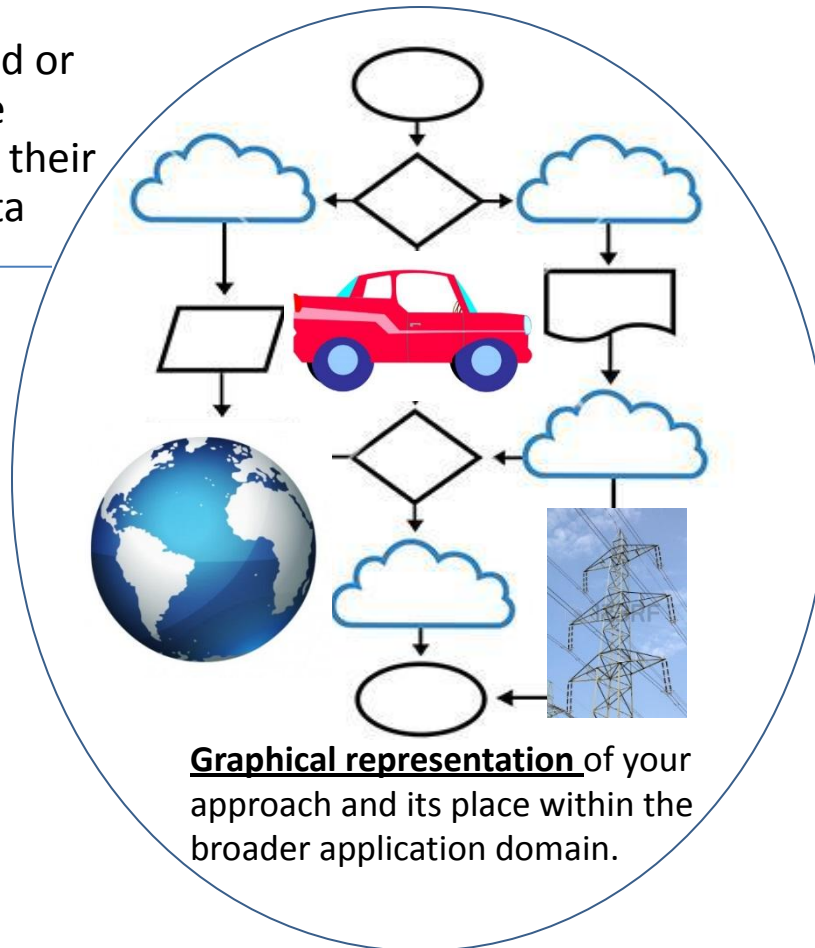 d or
e
their
ta
Graphical representation of your
approach and its place within the
broader application domain.